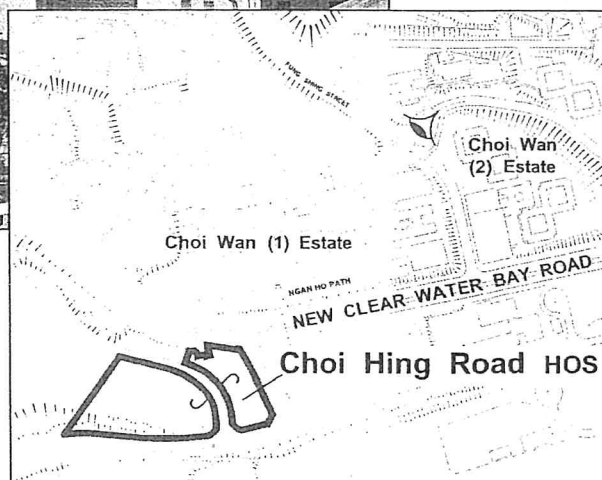 FUNG SHING STREET
Choi Wan
(2) Estate
Choi Wan (1) Estate
NGAN HO PATH
NEW CLEAR WATER BAY ROAD
Choi Hing Road HOS